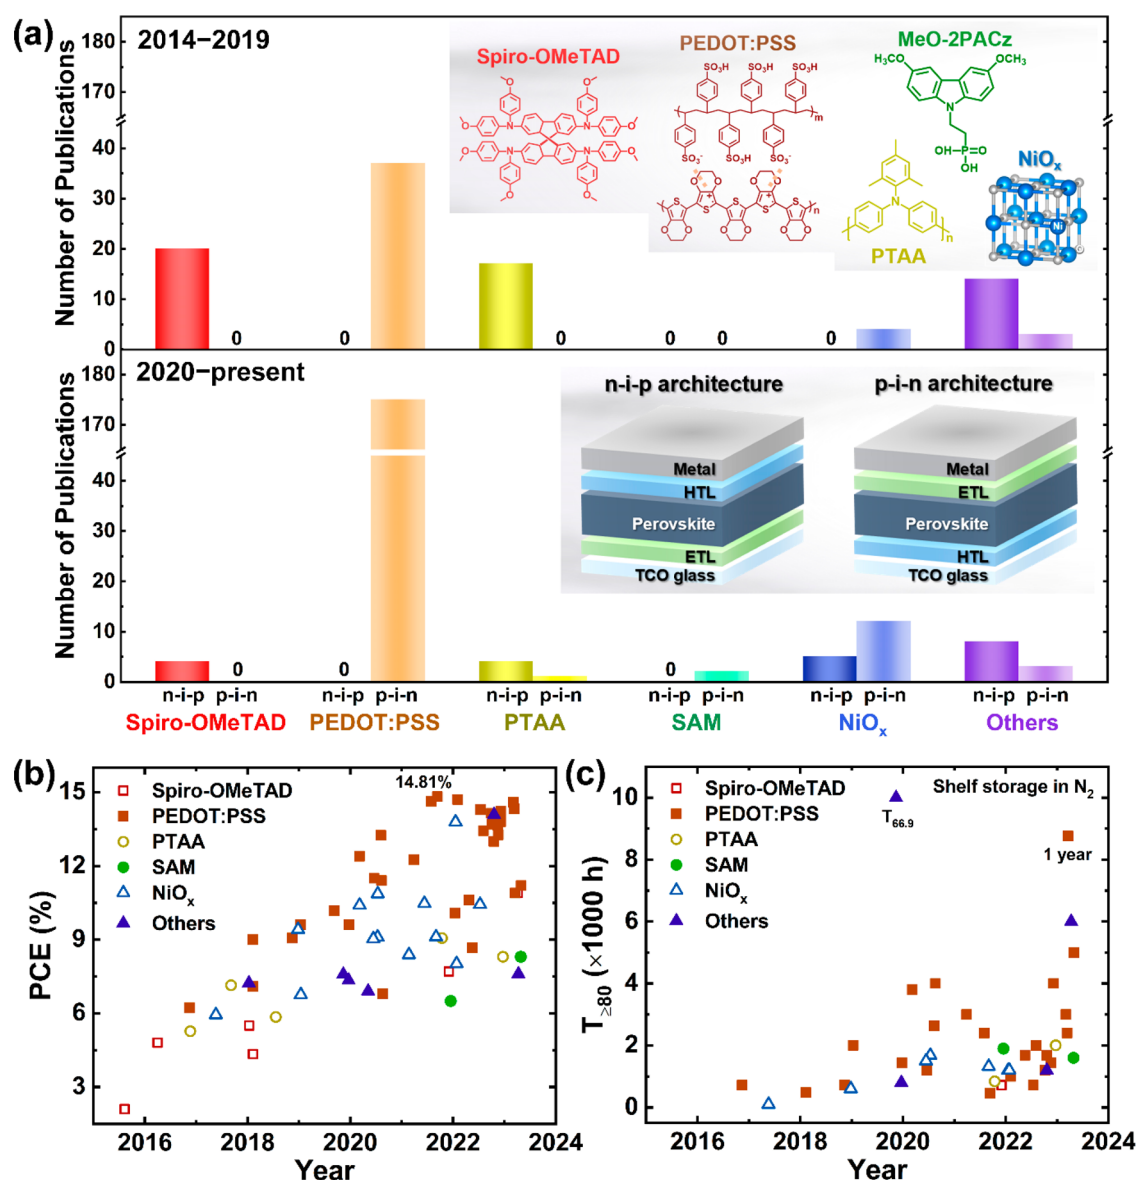 (a)
2014−2019
Number of Publications
180
170
40
30
20
10
0
Spiro-OMeTAD
PEDOT:PSS
MeO-2PACz
PTAA
NiOx
Ni
0
0
0
0
0
0
0
2020−present
Number of Publications
180
170
40
30
20
10
0
n-i-p architecture
p-i-n architecture
Metal
HTL
Perovskite
ETL
TCO glass
Metal
ETL
Perovskite
HTL
TCO glass
0
0
0
n-i-p p-i-n n-i-p p-i-n n-i-p p-i-n n-i-p p-i-n n-i-p p-i-n n-i-p p-i-n
Spiro-OMeTAD PEDOT:PSS PTAA SAM NiOx Others
(b)
PCE (%)
15
12
9
6
3
Spiro-OMeTAD
PEDOT:PSS
PTAA
SAM
NiOx
Others
14.81%
2016 2018 2020 2022 2024
Year
(c)
T≥80 (×1000 h)
10
8
6
4
2
0
Spiro-OMeTAD
PEDOT:PSS
PTAA
SAM
NiOx
Others
Shelf storage in N2
T66.9
1 year
2016 2018 2020 2022 2024
Year